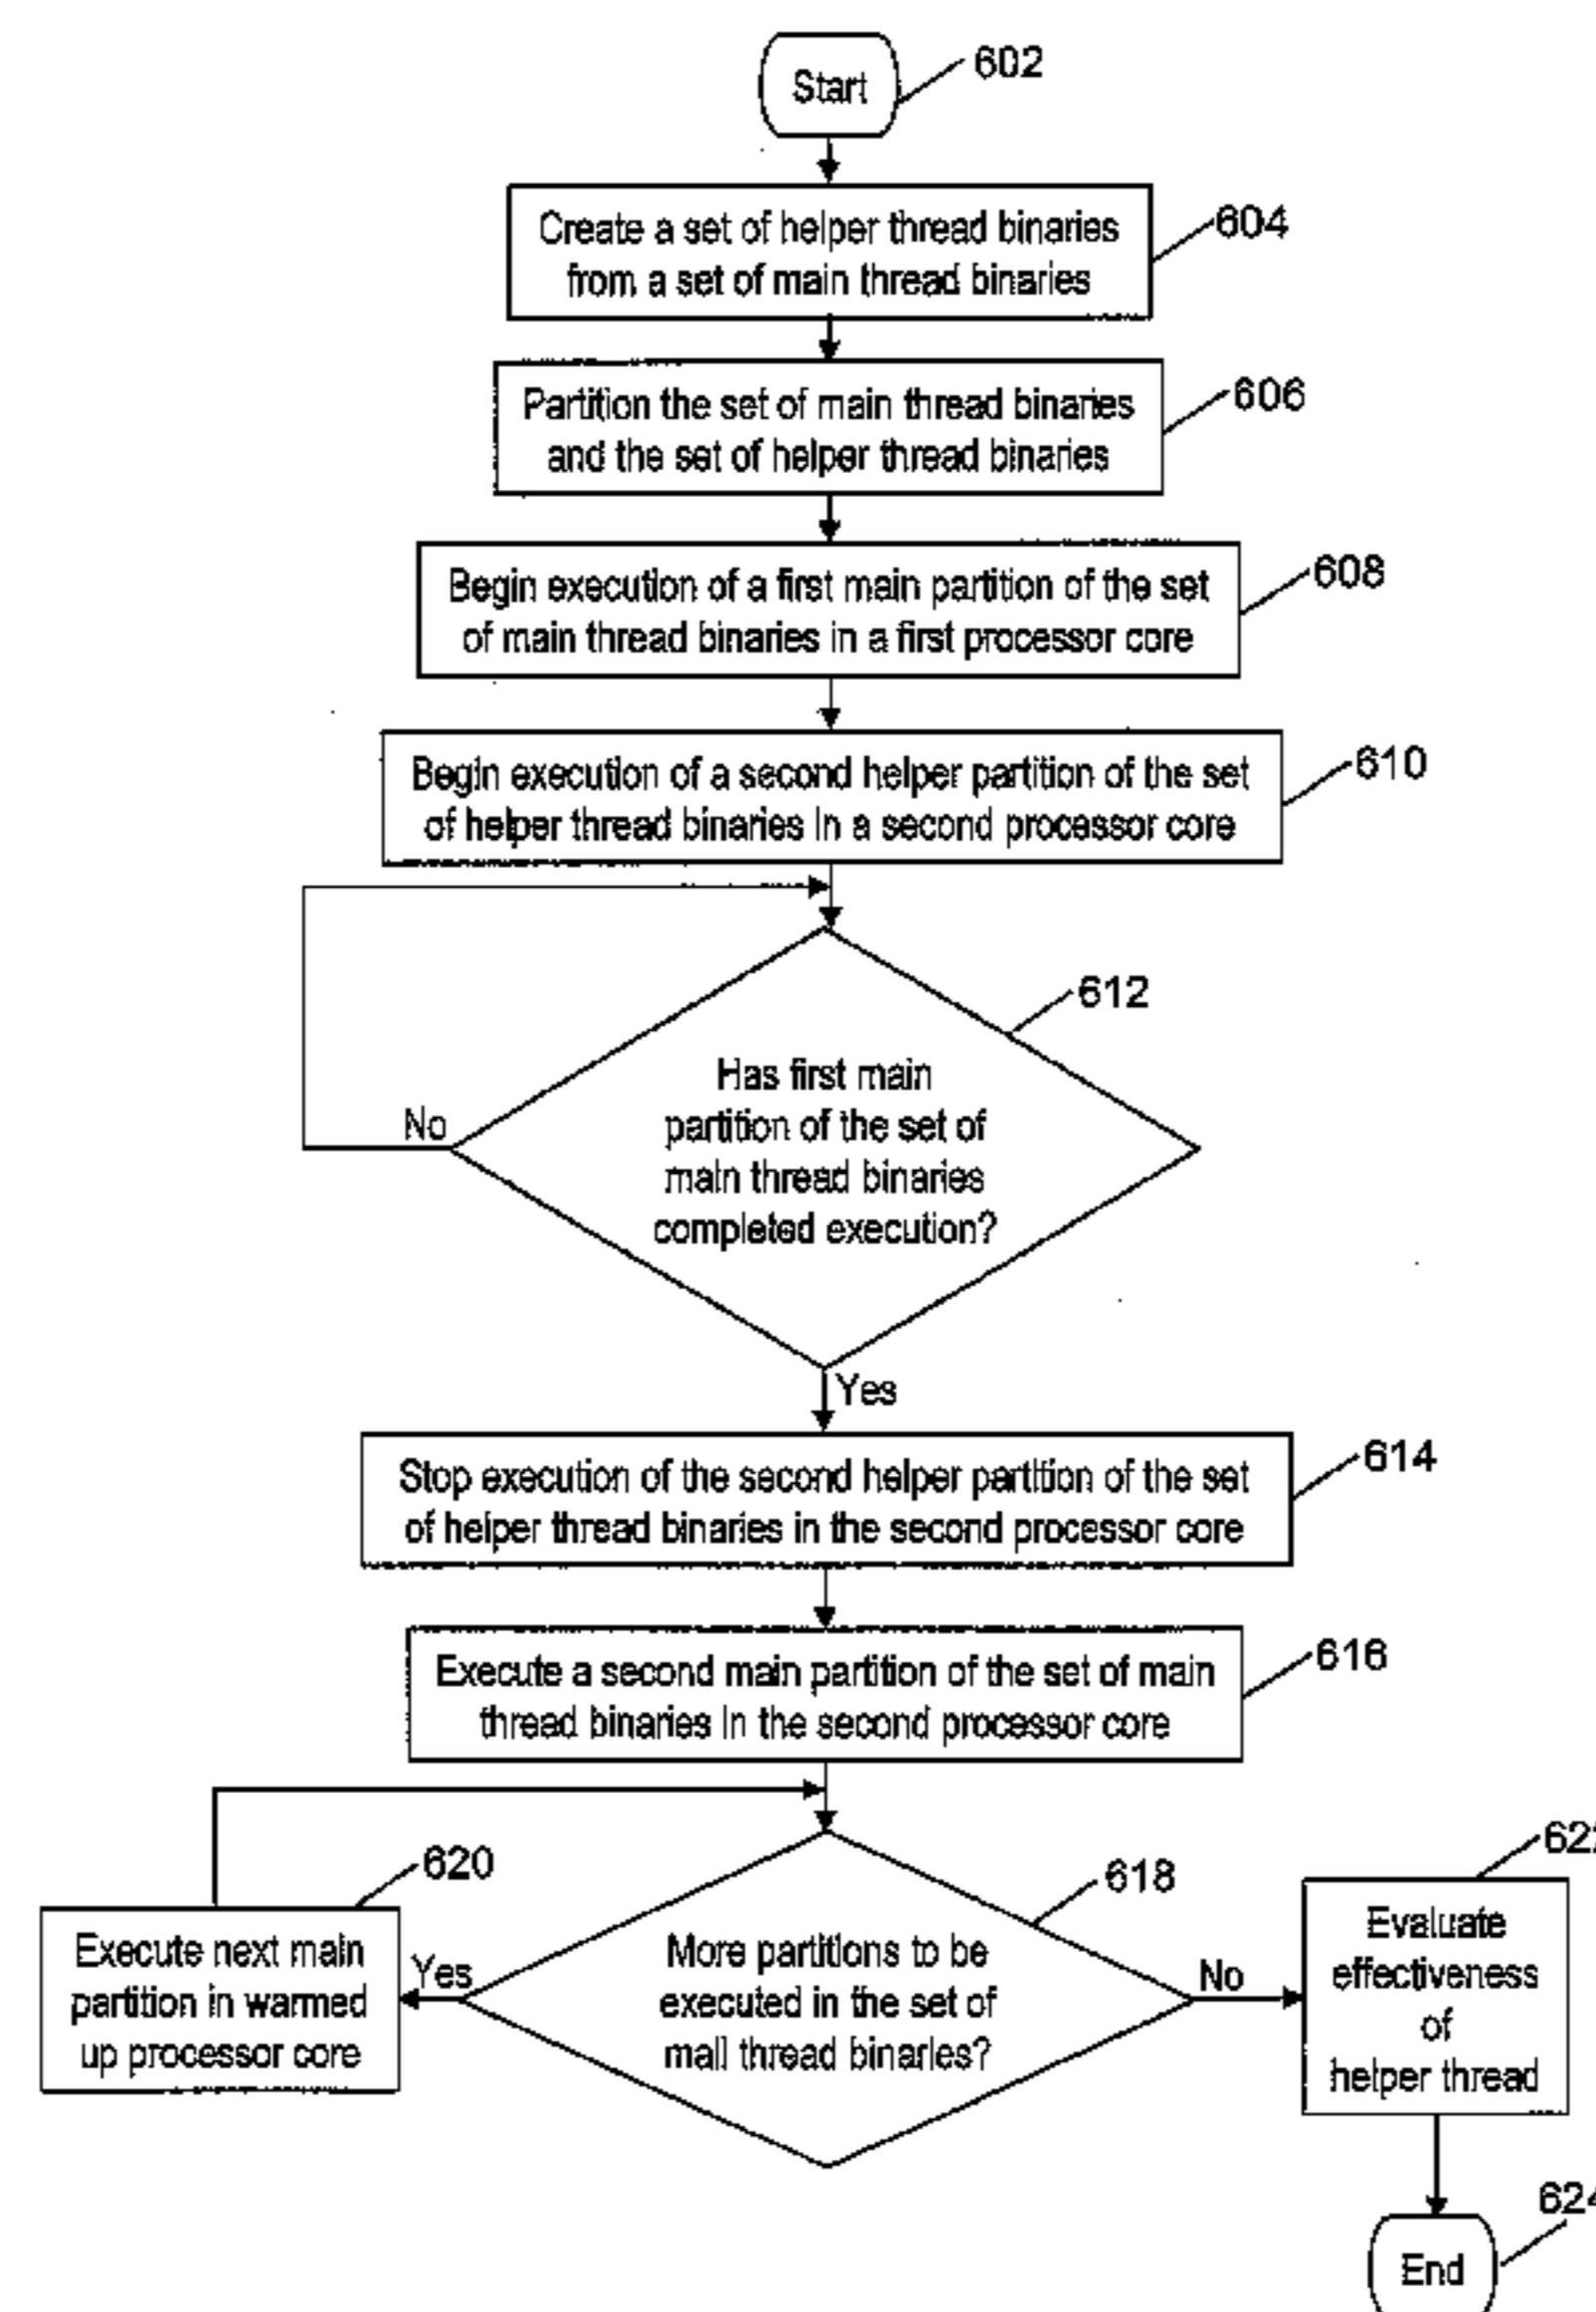 Start
602
Create a set of helper thread binaries
from a set of main thread binaries
604
Partition the set of main thread binaries
and the set of helper thread binaries
606
Begin execution of a first main partition of the set
of main thread binaries in a first processor core
608
Begin execution of a second helper partition of the set
of helper thread binaries in a second processor core
610
612
Has first main
partition of the set of
main thread binaries
completed execution?
No
Yes
Stop execution of the second helper partition of the set
of helper thread binaries in the second processor core
614
Execute a second main partition of the set of main
thread binaries in the second processor core
616
620
Execute next main
partition in warmed
up processor core
Yes
618
More partitions to be
executed in the set of
mall thread binaries?
No
Evaluate
effectiveness
of
helper thread
End